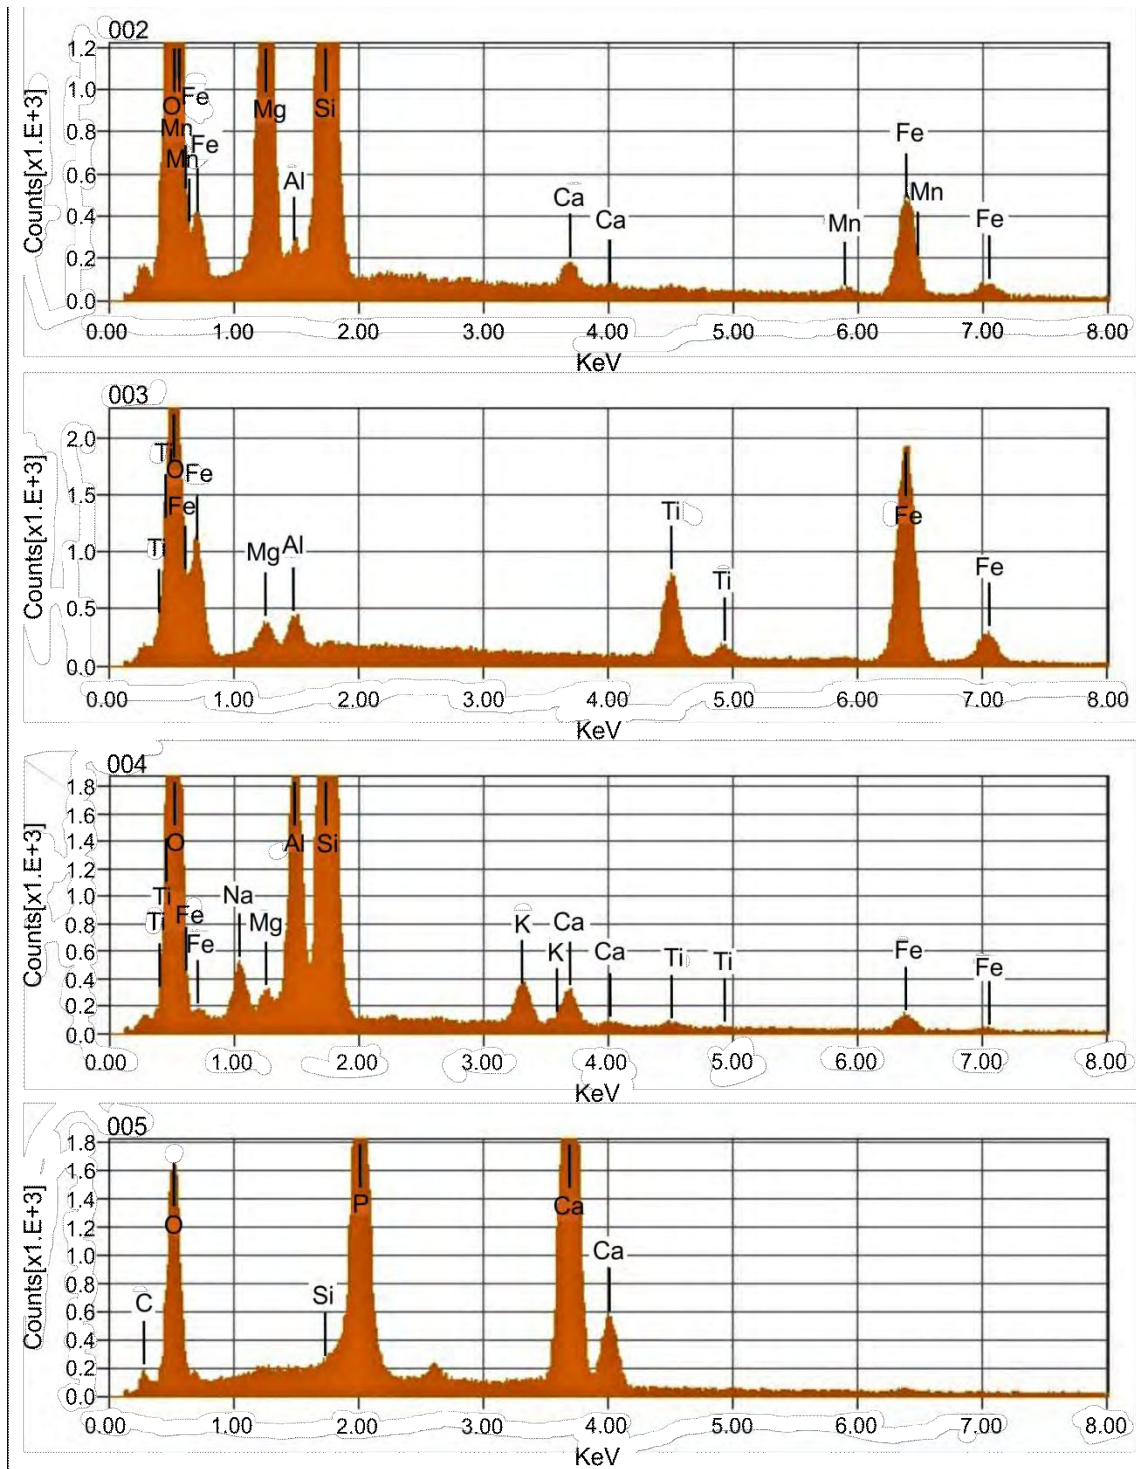 002
Counts[x1.E+3]
1.2
1.0
0.8
0.6
0.4
0.2
0.0
O Fe
Mn Fe
Mn
Mg
Al
Si
Ca
Ca
Mn
Fe
Mn
Fe
0.00 1.00 2.00 3.00 4.00 5.00 6.00 7.00 8.00
KeV
003
Counts[x1.E+3]
2.0
1.5
1.0
0.5
0.0
Ti
O Fe
Fe
Ti
Mg Al
Ti
Ti
Fe
Fe
0.00 1.00 2.00 3.00 4.00 5.00 6.00 7.00 8.00
KeV
004
Counts[x1.E+3]
1.8
1.6
1.4
1.2
1.0
0.8
0.6
0.4
0.2
0.0
O
Ti
Ti Fe
Fe
Na
Mg
Al Si
K
K
Ca
Ca
Ti
Ti
Fe
Fe
0.00 1.00 2.00 3.00 4.00 5.00 6.00 7.00 8.00
KeV
005
Counts[x1.E+3]
1.8
1.6
1.4
1.2
1.0
0.8
0.6
0.4
0.2
0.0
C
O
Si
P
Ca
Ca
0.00 1.00 2.00 3.00 4.00 5.00 6.00 7.00 8.00
KeV